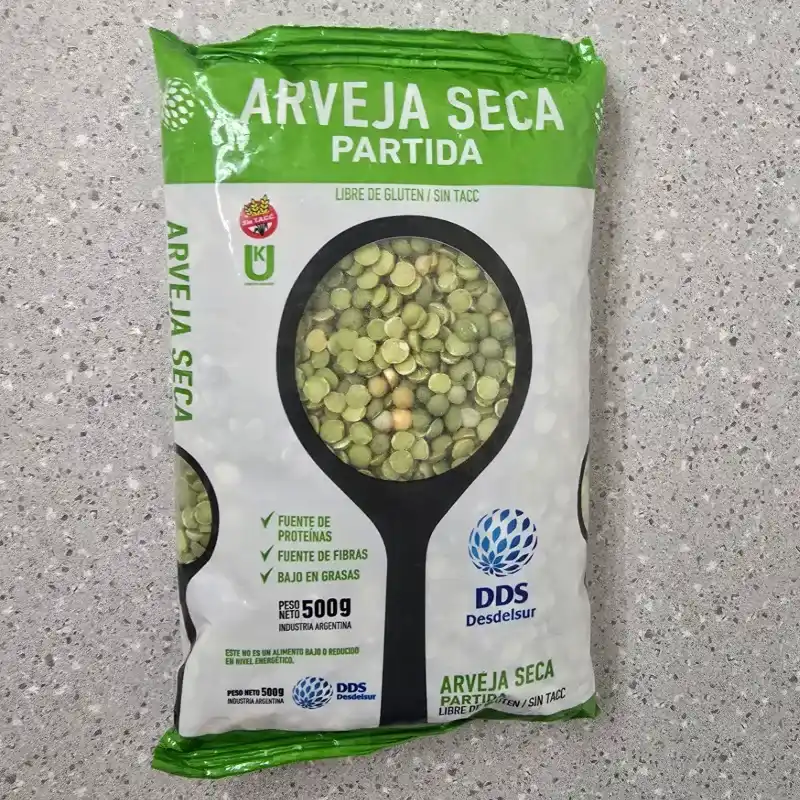 ARVEJA SECA
PARTIDA
LIBRE DE GLUTEN / SIN TACC
Sin TACC
UK
ARVEJA SECA
FUENTE DE
PROTEÍNAS
FUENTE DE FIBRAS
BAJO EN GRASAS
PESO
NETO 500g
INDUSTRIA ARGENTINA
DDS
Desdelsur
ESTE NO ES UN ALIMENTO BAJO O REDUCIDO
EN NIVEL ENERGÉTICO.
PESO NETO 500g
INDUSTRIA ARGENTINA
DDS
Desdelsur
ARVEJA SECA
PARTIDA
LIBRE DE GLUTEN / SIN TACC